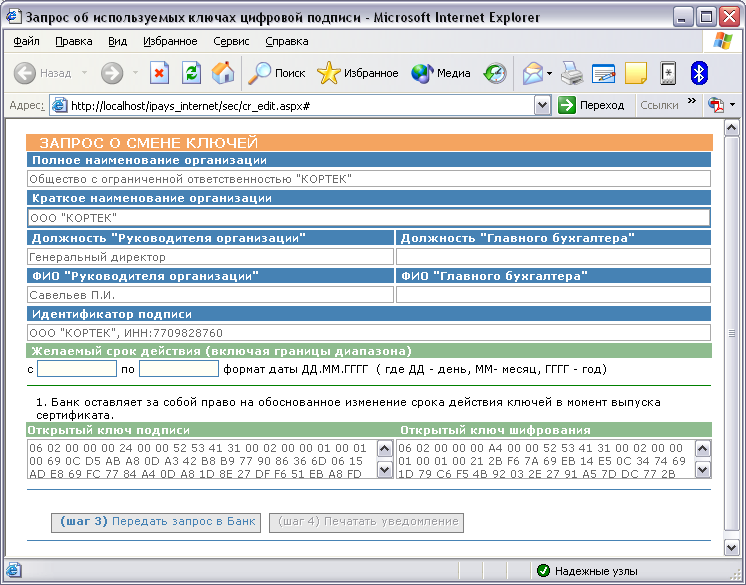 Запрос об используемых ключах цифровой подписи - Microsoft Internet Explorer
Файл Правка Вид Избранное Сервис Справка
Назад Поиск Избранное Медиа
Адрес: http://localhost/ipays_internet/sec/cr_edit.aspx# Переход Ссылки »
ЗАПРОС О СМЕНЕ КЛЮЧЕЙ
Полное наименование организации
Общество с ограниченной ответственностью "КОРТЕК"
Краткое наименование организации
ООО "КОРТЕК"
Должность "Руководителя организации" Должность "Главного бухгалтера"
Генеральный директор
ФИО "Руководителя организации" ФИО "Главного бухгалтера"
Савельев П.И.
Идентификатор подписи
ООО "КОРТЕК", ИНН:7709828760
Желаемый срок действия (включая границы диапазона)
с по формат даты ДД.ММ.ГГГГ ( где ДД - день, ММ- месяц, ГГГГ - год)
1. Банк оставляет за собой право на обоснованное изменение срока действия ключей в момент выпуска
сертификата.
Открытый ключ подписи Открытый ключ шифрования
06 02 00 00 00 24 00 00 52 53 41 31 00 02 00 00 01 00 01 06 02 00 00 00 A4 00 00 52 53 41 31 00 02 00 00
00 69 0C D5 AB A8 0D A3 42 B8 B9 77 90 86 36 6D 06 15 01 00 01 00 21 2B F6 7A 69 EB 14 E5 0C 34 74 69
AD E8 69 FC 77 84 A4 0D A8 1D 8E 27 DF F6 51 EB A8 FD 1D 79 C6 F5 4B 92 03 2E 27 91 A5 7D DC 77 2B
(шаг 3) Передать запрос в Банк (шаг 4) Печатать уведомление
Надежные узлы